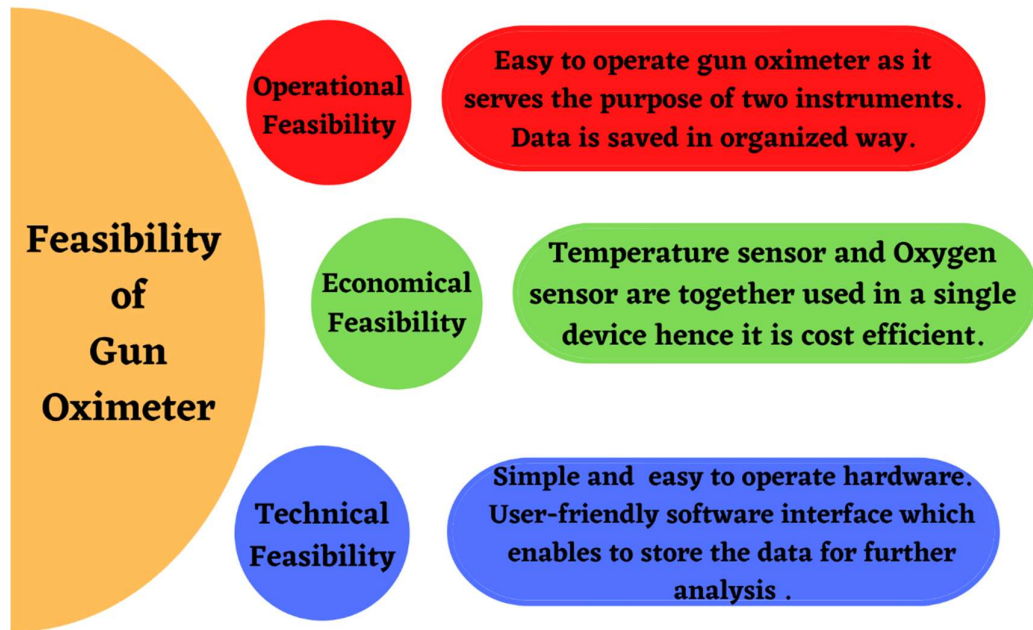 Feasibility
of
Gun
Oximeter
Operational
Feasibility
Easy to operate gun oximeter as it
serves the purpose of two instruments.
Data is saved in organized way.
Economical
Feasibility
Temperature sensor and Oxygen
sensor are together used in a single
device hence it is cost efficient.
Technical
Feasibility
Simple and  easy to operate hardware.
User-friendly software interface which
enables to store the data for further
analysis .